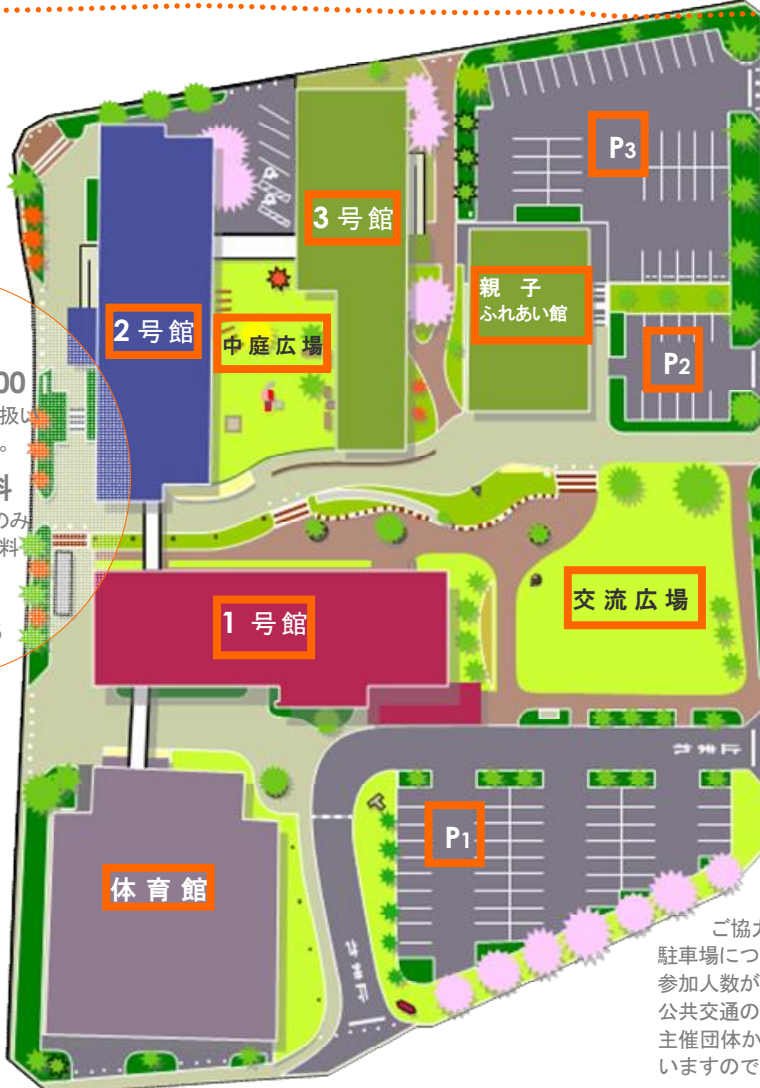 P3
3号館
親 子
ふれあい館
2号館
中庭広場
P2
00
扱い
。
料
のみ
料
交流広場
1 号館
P1
体育館
ご協力
駐車場につ
参加人数が
公共交通の
主催団体か
いますので